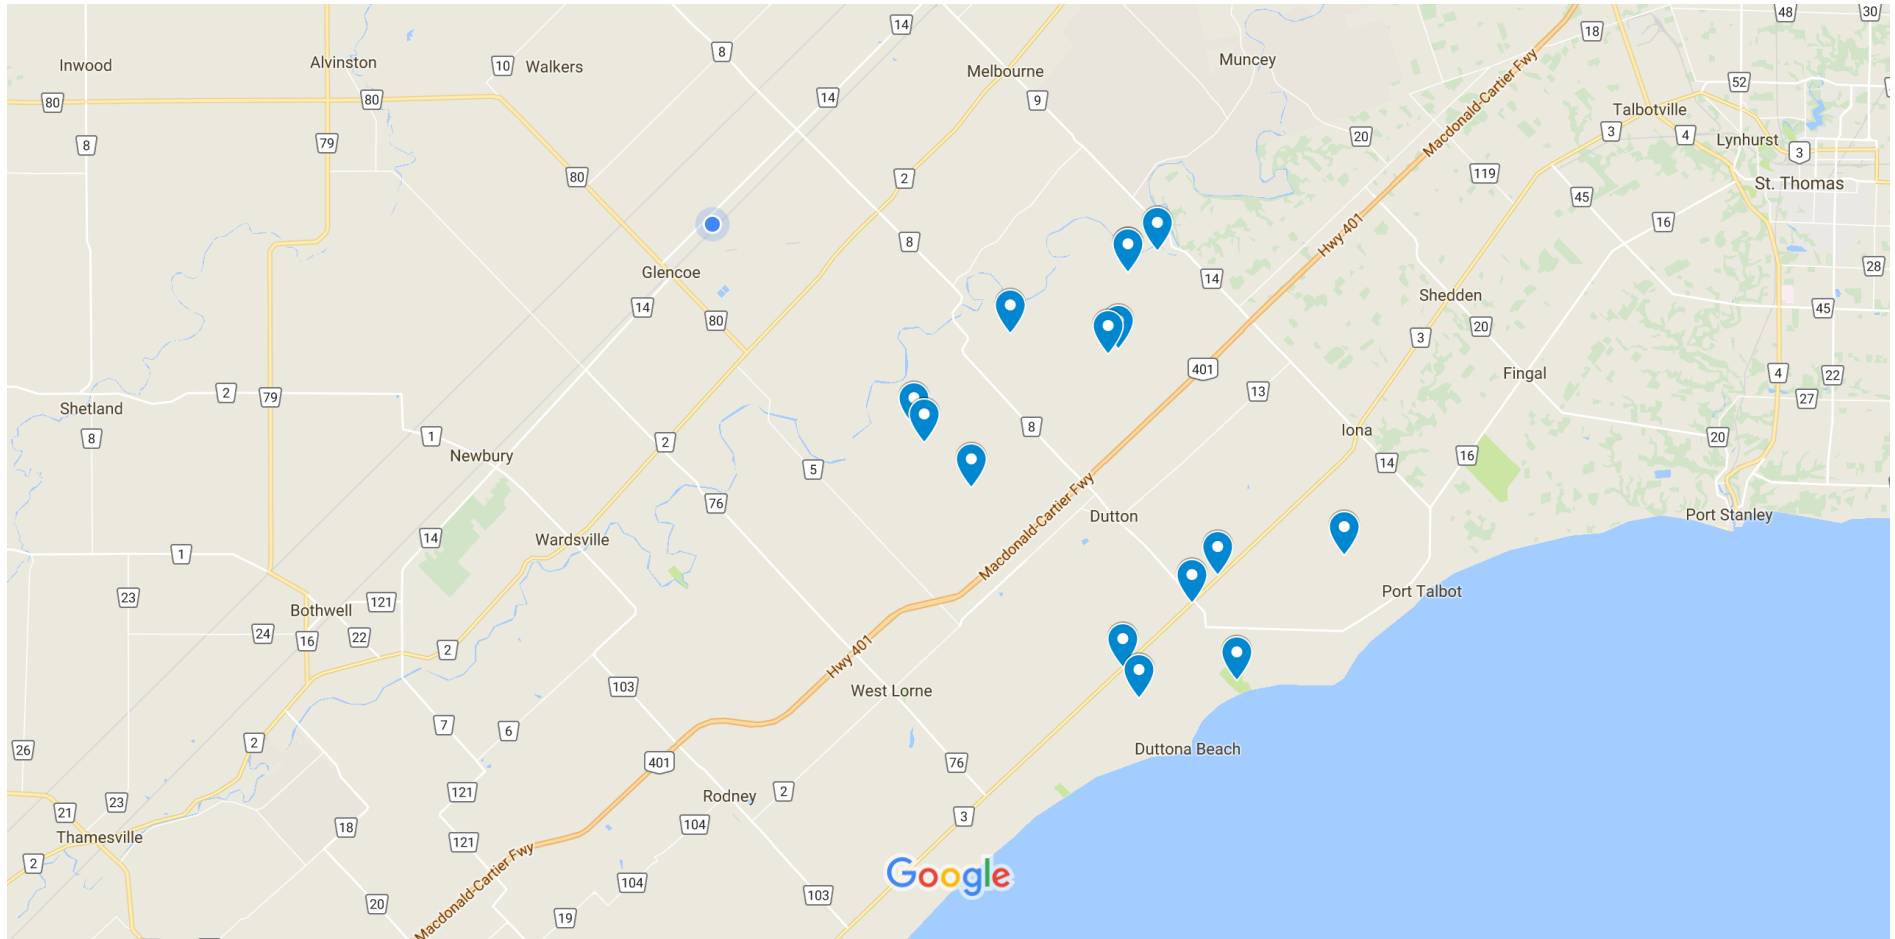 14
48
30
8
18
Inwood
Alvinston
10
Walkers
Melbourne
Muncey
Macdonald-Cartier Fwy
52
80
80
14
9
Talbotville
8
79
20
3
4
Lynhurst
3
80
2
119
45
St. Thomas
16
8
Hwy 401
Glencoe
14
28
14
80
Shedden
20
45
3
2
79
401
13
Fingal
4
22
27
Shetland
8
1
2
8
Iona
20
Newbury
5
14
16
76
Macdonald-Cartier Fwy
Dutton
Port Stanley
14
Wardsville
1
23
121
Port Talbot
Bothwell
24
16
22
2
Hwy 401
103
West Lorne
7
6
2
26
Duttona Beach
401
76
121
Rodney
2
23
21
3
Thamesville
18
104
121
2
Macdonald-Cartier Fwy
Google
104
103
20
19